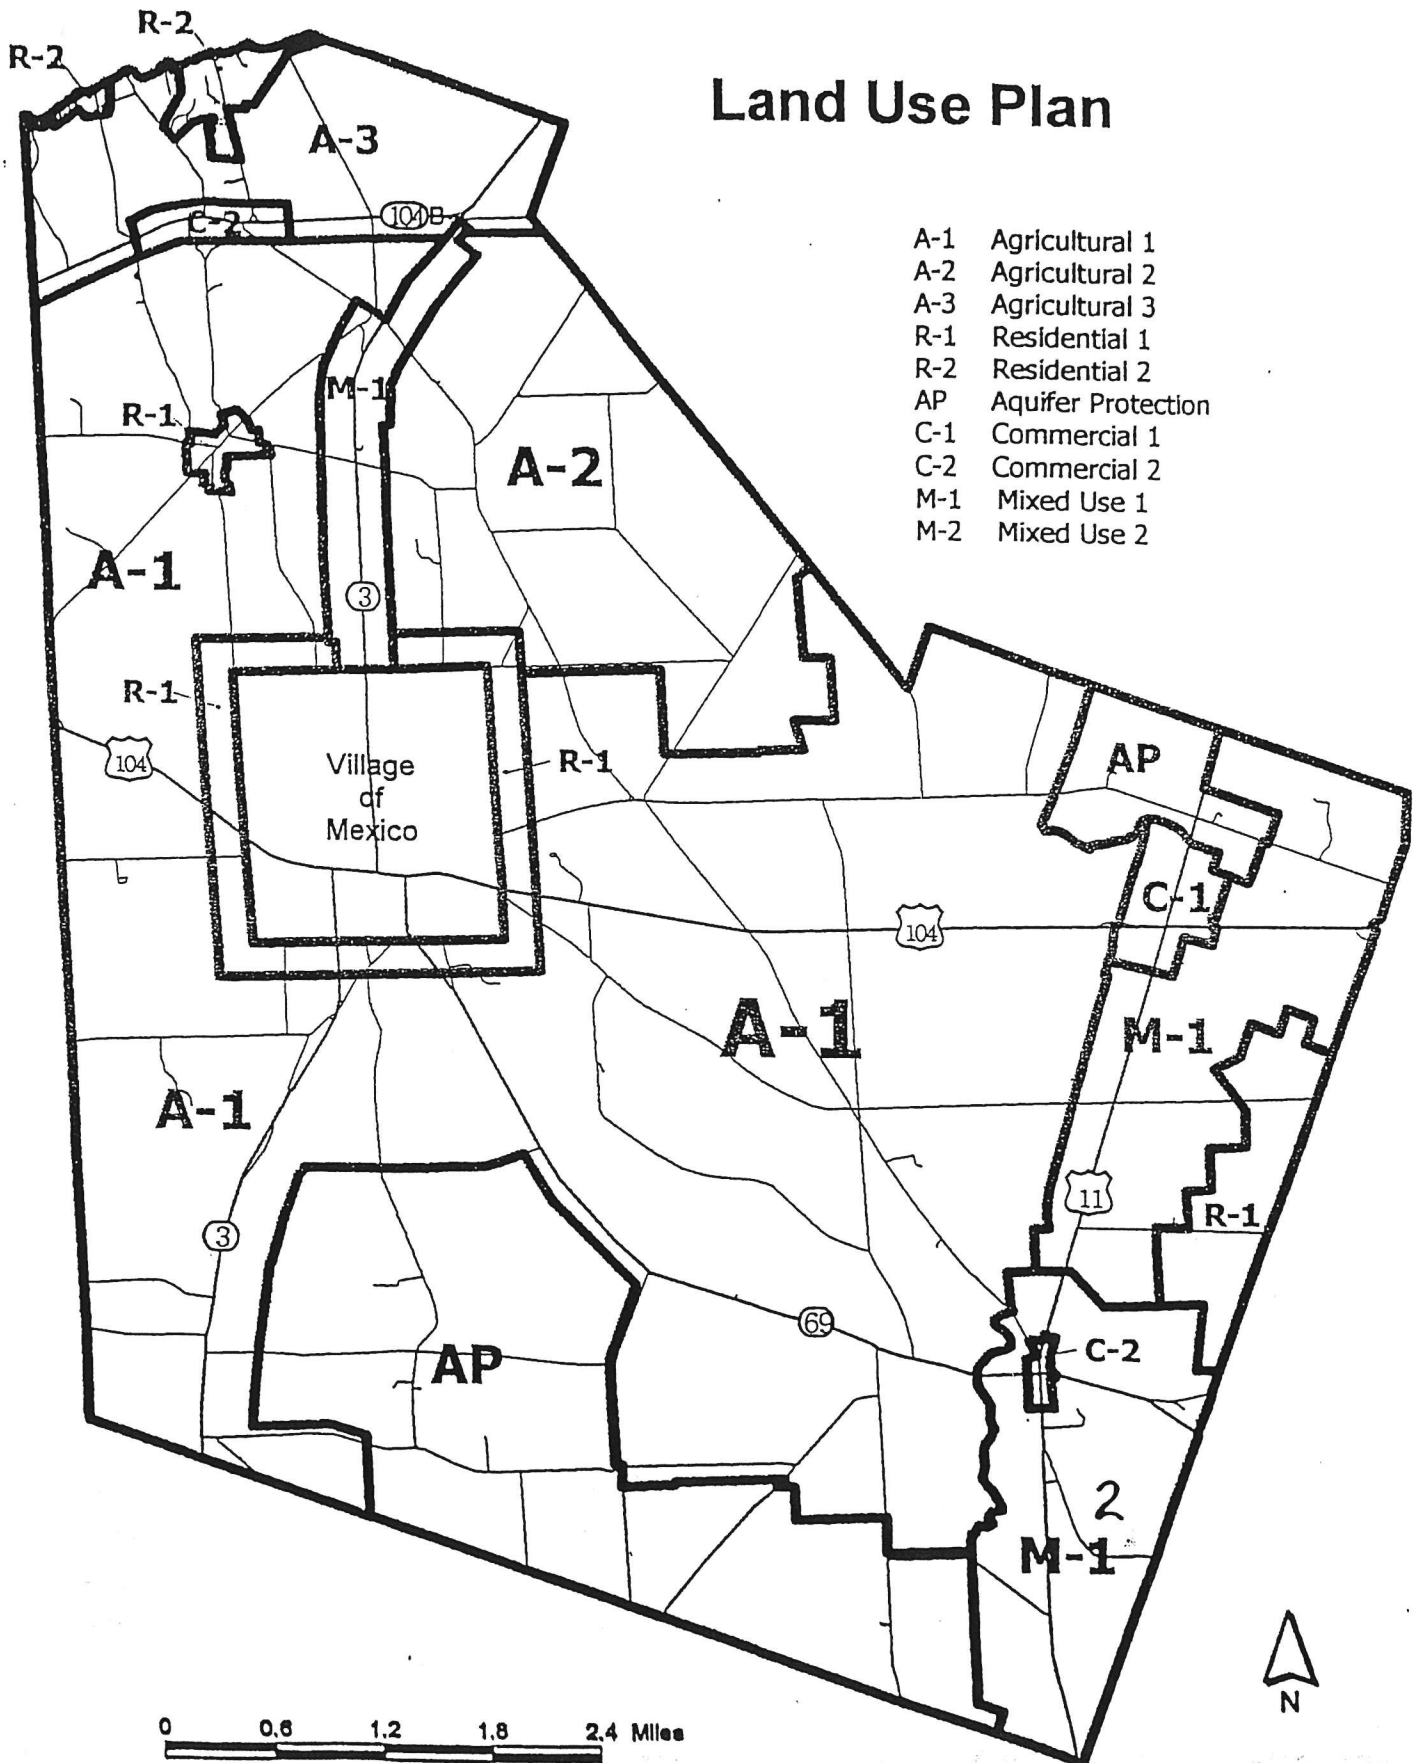 R-2
R-2
Land Use Plan
A-3
C-2
104B
A-1 Agricultural 1
A-2 Agricultural 2
A-3 Agricultural 3
R-1 Residential 1
R-2 Residential 2
AP Aquifer Protection
C-1 Commercial 1
C-2 Commercial 2
M-1 Mixed Use 1
M-2 Mixed Use 2
M-1
R-1
A-2
A-1
3
R-1
104
Village
of
Mexico
R-1
AP
C-1
104
A-1
M-1
A-1
11
R-1
3
69
C-2
AP
2
M-1
N
0 0.6 1.2 1.8 2.4 Miles